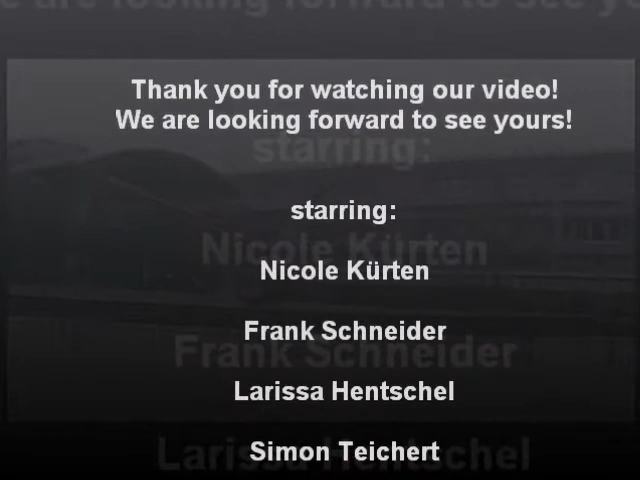 Thank you for watching our video!
We are looking forward to see yours!
starring:
Nicole Kürten
Frank Schneider
Larissa Hentschel
Simon Teichert